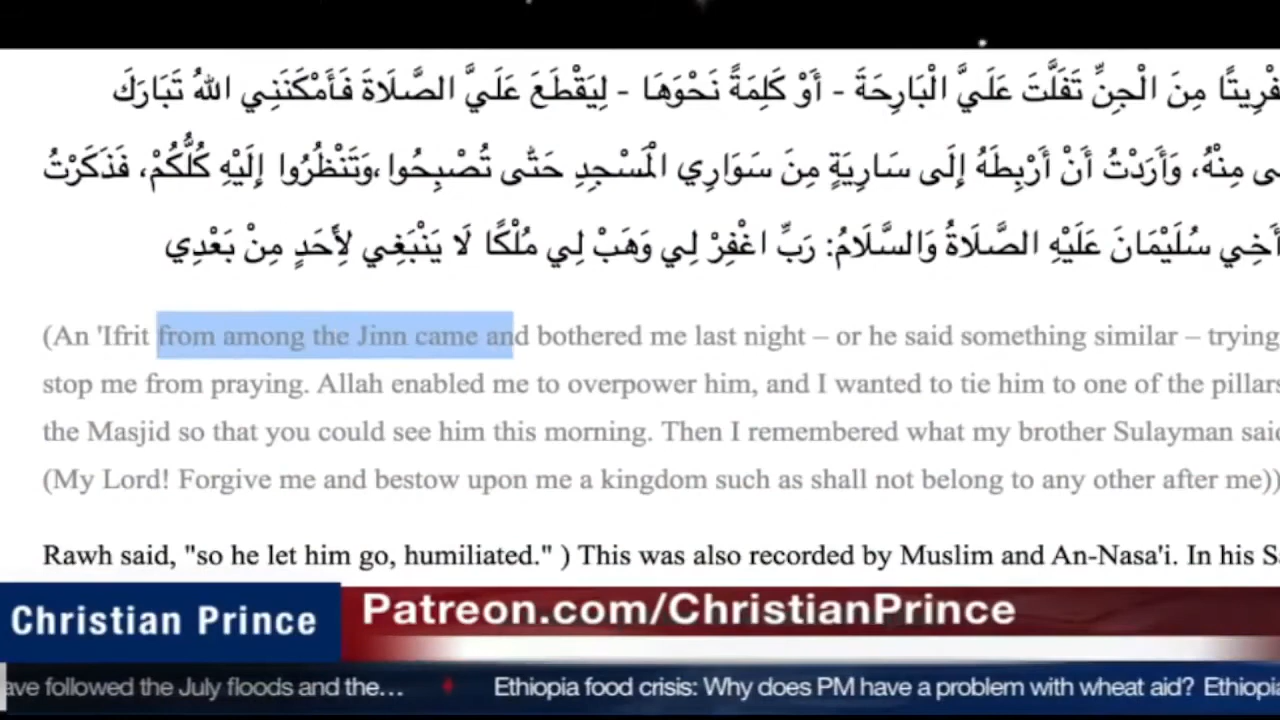 مِنَ الْجِنِّ تَفَلَّتَ عَلَيَّ الْبَارِحَةَ - أَوْ كَلِمَةً نَحْوَهَا - لِيَقْطَعَ عَلَيَّ الصَّلَاةَ فَأَمْكَنَنِي اللهُ تَبَارَكَ
مِنْهُ، وَأَرَدْتُ أَنْ أَرْبِطَهُ إِلَى سَارِيَةٍ مِنَ سَوَارِي الْمَسْجِدِ حَتْى تُصْبِحُوا ،وَتَنْظُرُوا إِلَيْهِ كُلُّكُمْ، فَذَكَرْتُ
أَخِي سُلَيْمَانَ عَلَيْهِ الصَّلَاةُ وَالسَّلَامُ: رَبِّ اغْفِرْ لِي وَهَبْ لِي مُلْكًا لَا يَنْبَغِي لِأَحَدٍ مِنْ بَعْدِي
(An 'Ifrit from among the Jinn came and bothered me last night – or he said something similar – trying
stop me from praying. Allah enabled me to overpower him, and I wanted to tie him to one of the pillars
the Masjid so that you could see him this morning. Then I remembered what my brother Sulayman said
(My Lord! Forgive me and bestow upon me a kingdom such as shall not belong to any other after me))
Rawh said, "so he let him go, humiliated." ) This was also recorded by Muslim and An-Nasa'i. In his
Christian Prince
Patreon.com/ChristianPrince
followed the July floods and the... Ethiopia food crisis: Why does PM have a problem with wheat aid? Ethiopia